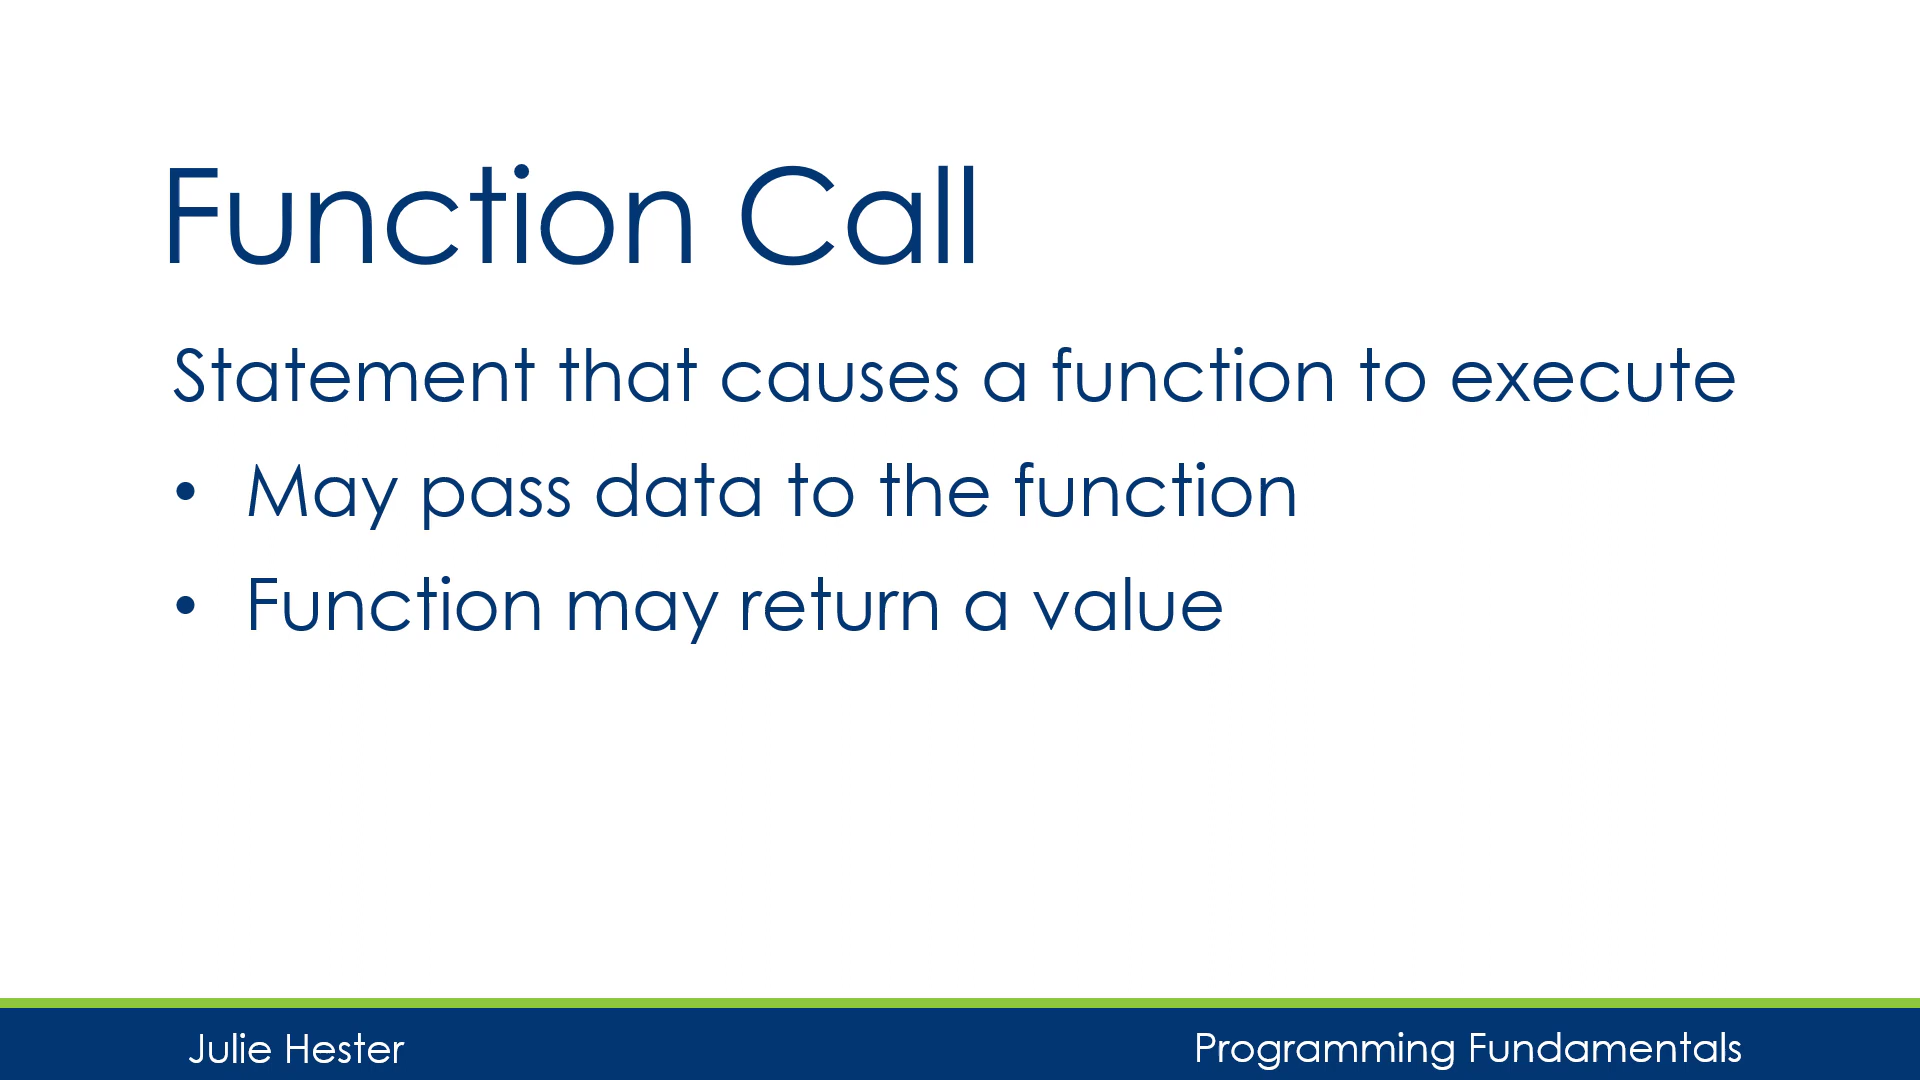 Function Call
Statement that causes a function to execute
• May pass data to the function
• Function may return a value
Julie Hester
Programming Fundamentals